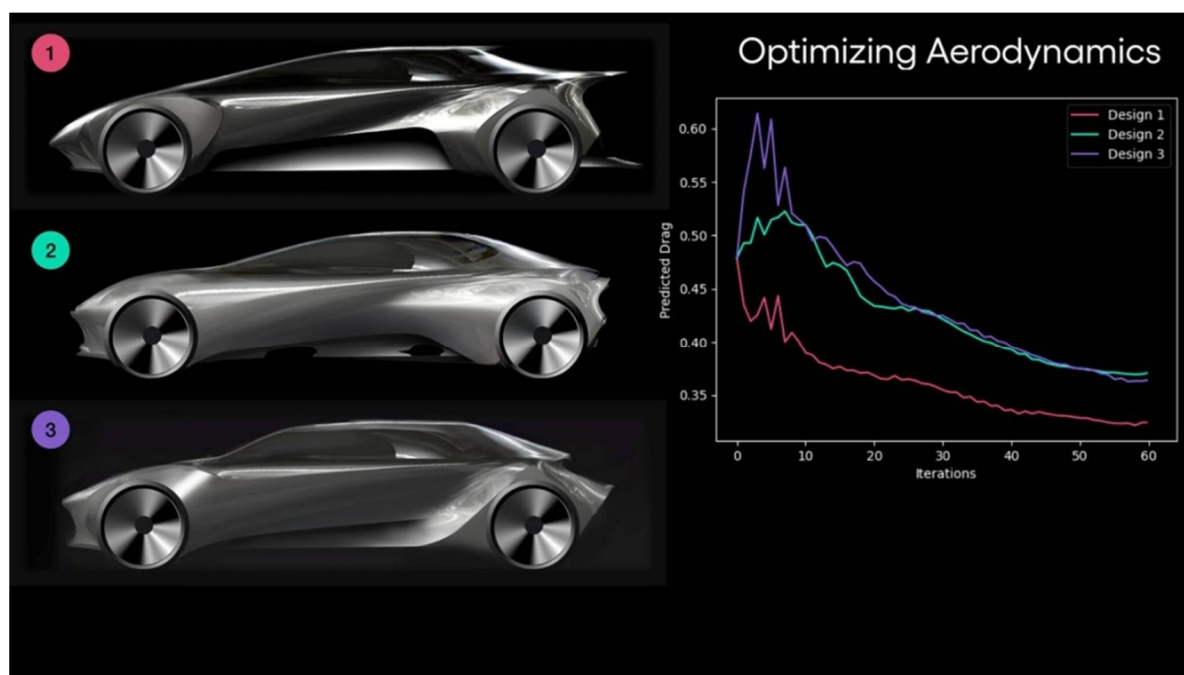 1
2
3
Optimizing Aerodynamics
Design 1
Design 2
Design 3
Predicted Drag
0.60
0.55
0.50
0.45
0.40
0.35
0 10 20 30 40 50 60
Iterations